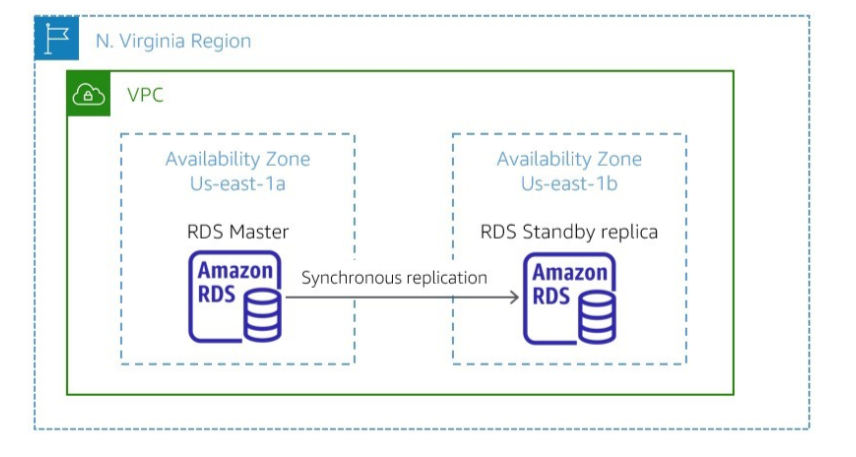 N. Virginia Region
VPC
Availability Zone
Us-east-1a
Availability Zone
Us-east-1b
RDS Master
RDS Standby replica
Amazon
RDS
Synchronous replication
Amazon
RDS